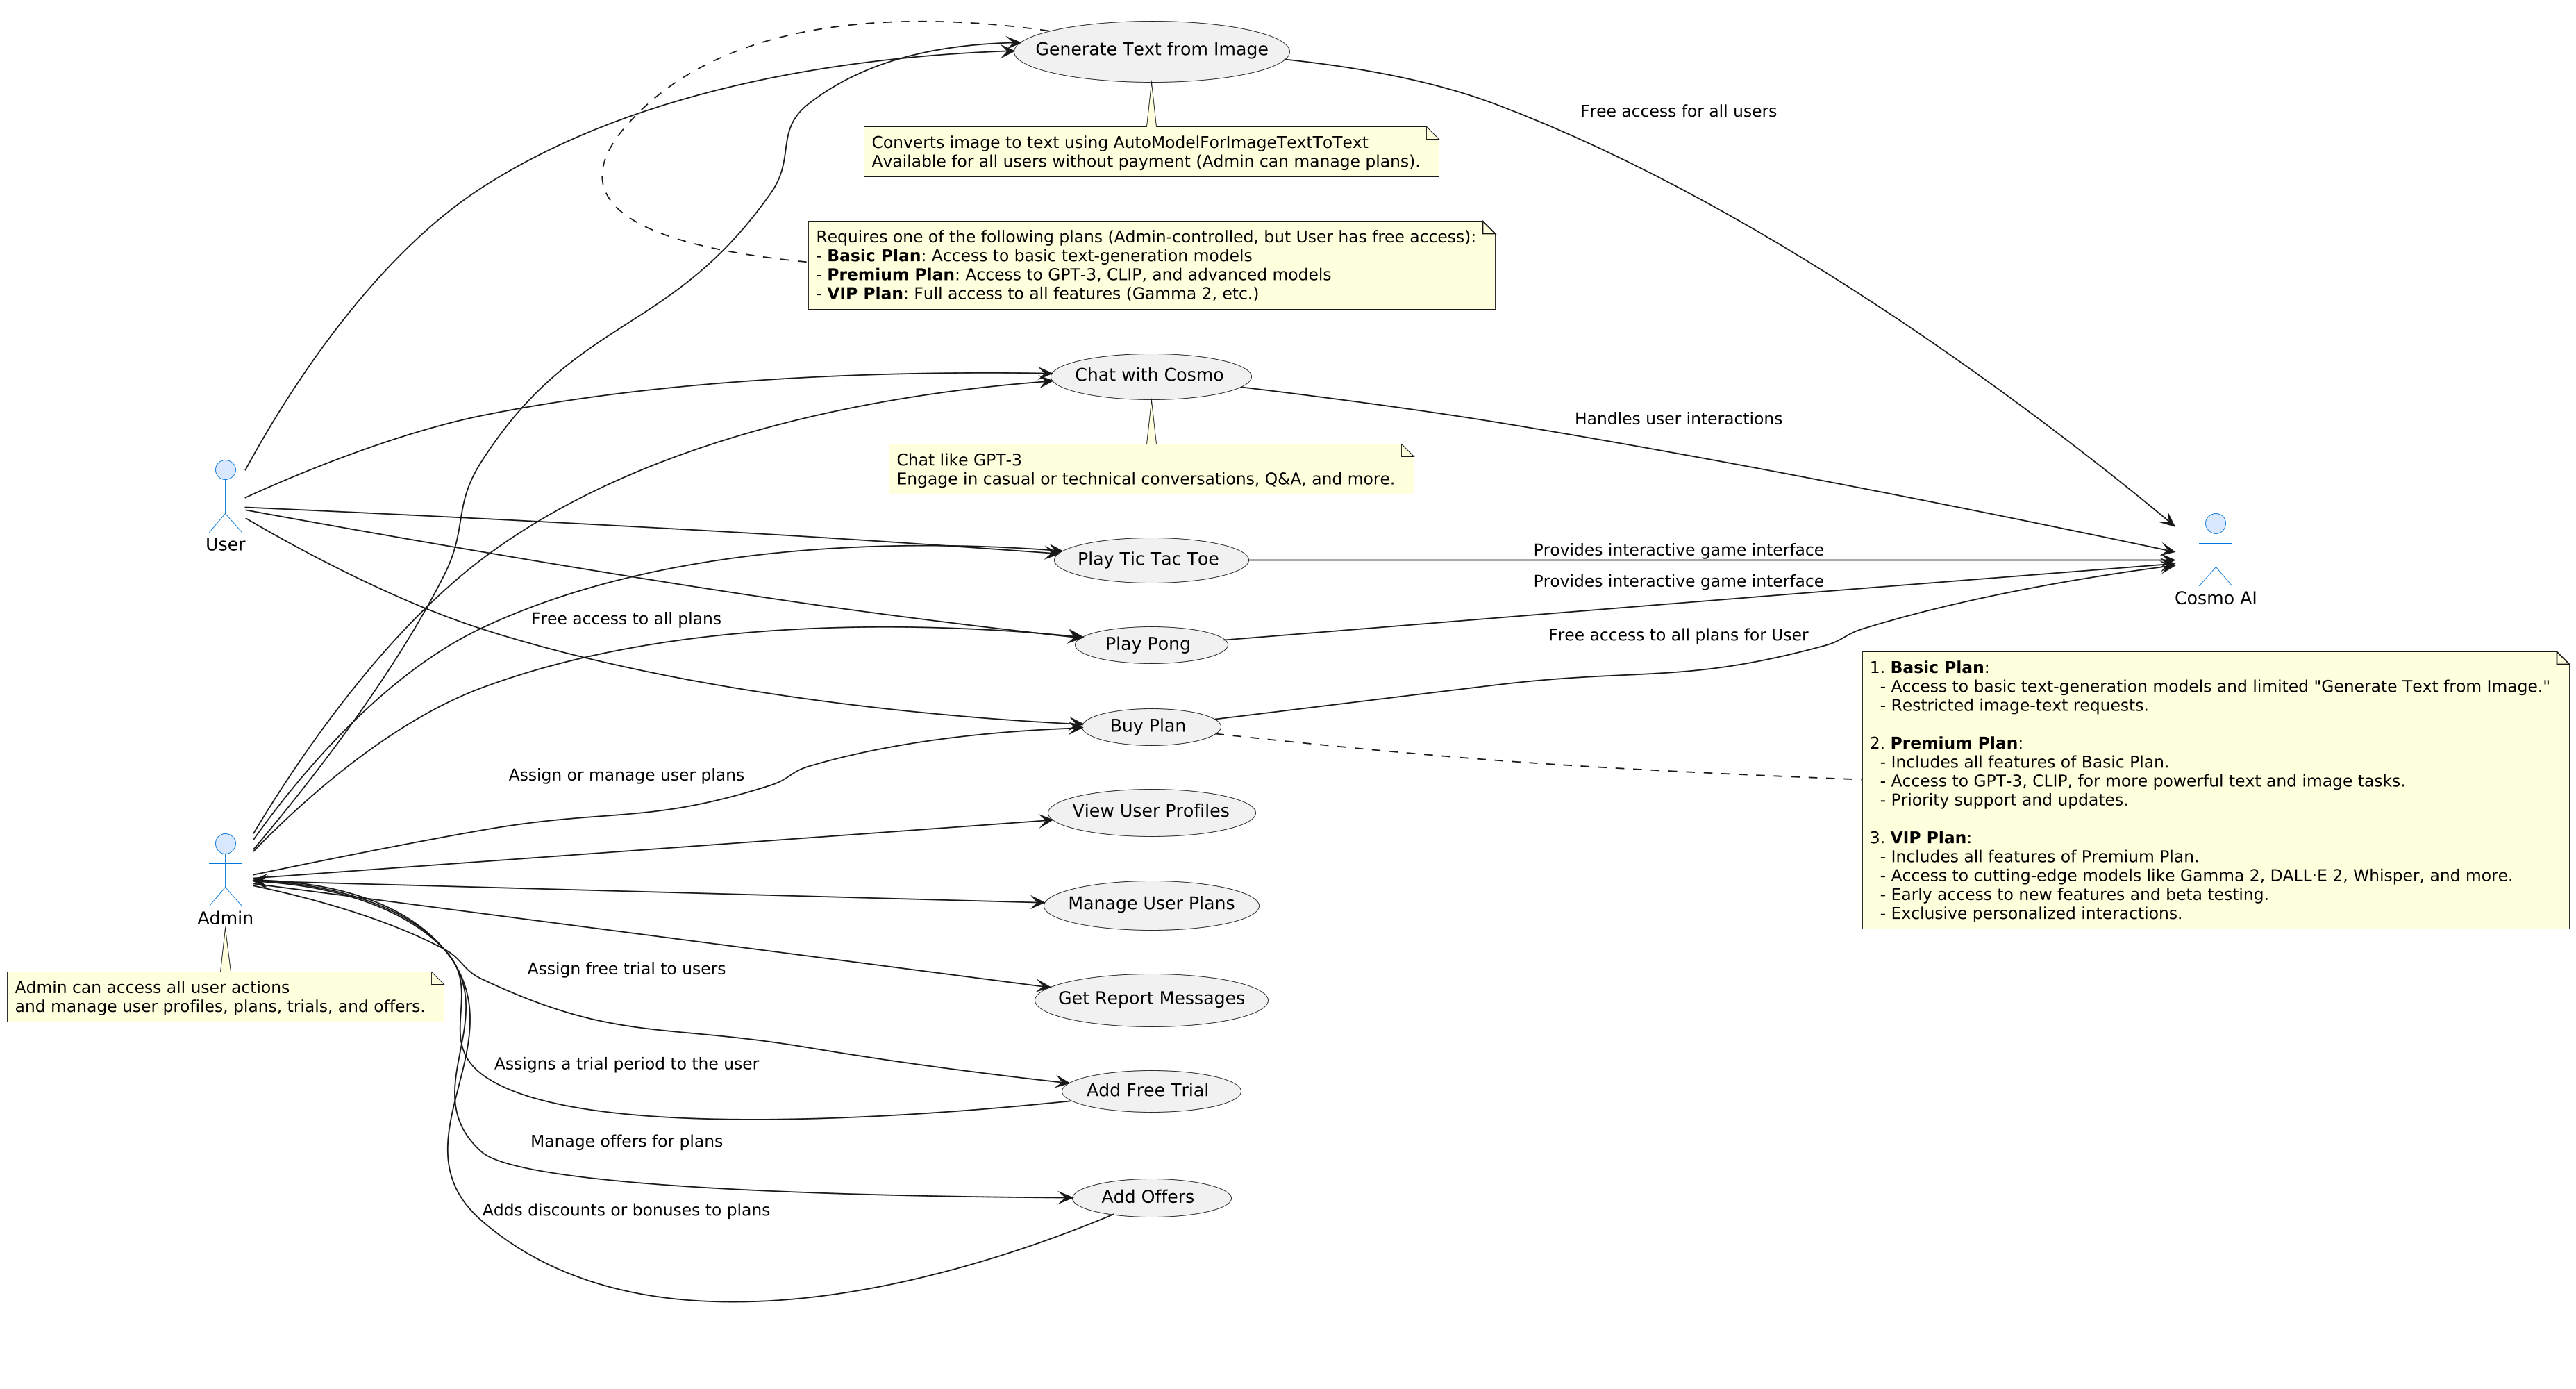 Generate Text from Image
Free access for all users
Converts image to text using AutoModelForImageTextToText
Available for all users without payment (Admin can manage plans).
Requires one of the following plans (Admin-controlled, but User has free access):
- Basic Plan: Access to basic text-generation models
- Premium Plan: Access to GPT-3, CLIP, and advanced models
- VIP Plan: Full access to all features (Gamma 2, etc.)
Chat with Cosmo
Handles user interactions
Chat like GPT-3
Engage in casual or technical conversations, Q&A, and more.
User
Play Tic Tac Toe
Provides interactive game interface
Provides interactive game interface
Cosmo AI
Free access to all plans
Play Pong
Free access to all plans for User
Buy Plan
1. Basic Plan:
- Access to basic text-generation models and limited "Generate Text from Image."
- Restricted image-text requests.
2. Premium Plan:
- Includes all features of Basic Plan.
- Access to GPT-3, CLIP, for more powerful text and image tasks.
- Priority support and updates.
3. VIP Plan:
- Includes all features of Premium Plan.
- Access to cutting-edge models like Gamma 2, DALL·E 2, Whisper, and more.
- Early access to new features and beta testing.
- Exclusive personalized interactions.
Assign or manage user plans
View User Profiles
Manage User Plans
Admin
Admin can access all user actions
and manage user profiles, plans, trials, and offers.
Assign free trial to users
Get Report Messages
Assigns a trial period to the user
Add Free Trial
Manage offers for plans
Add Offers
Adds discounts or bonuses to plans